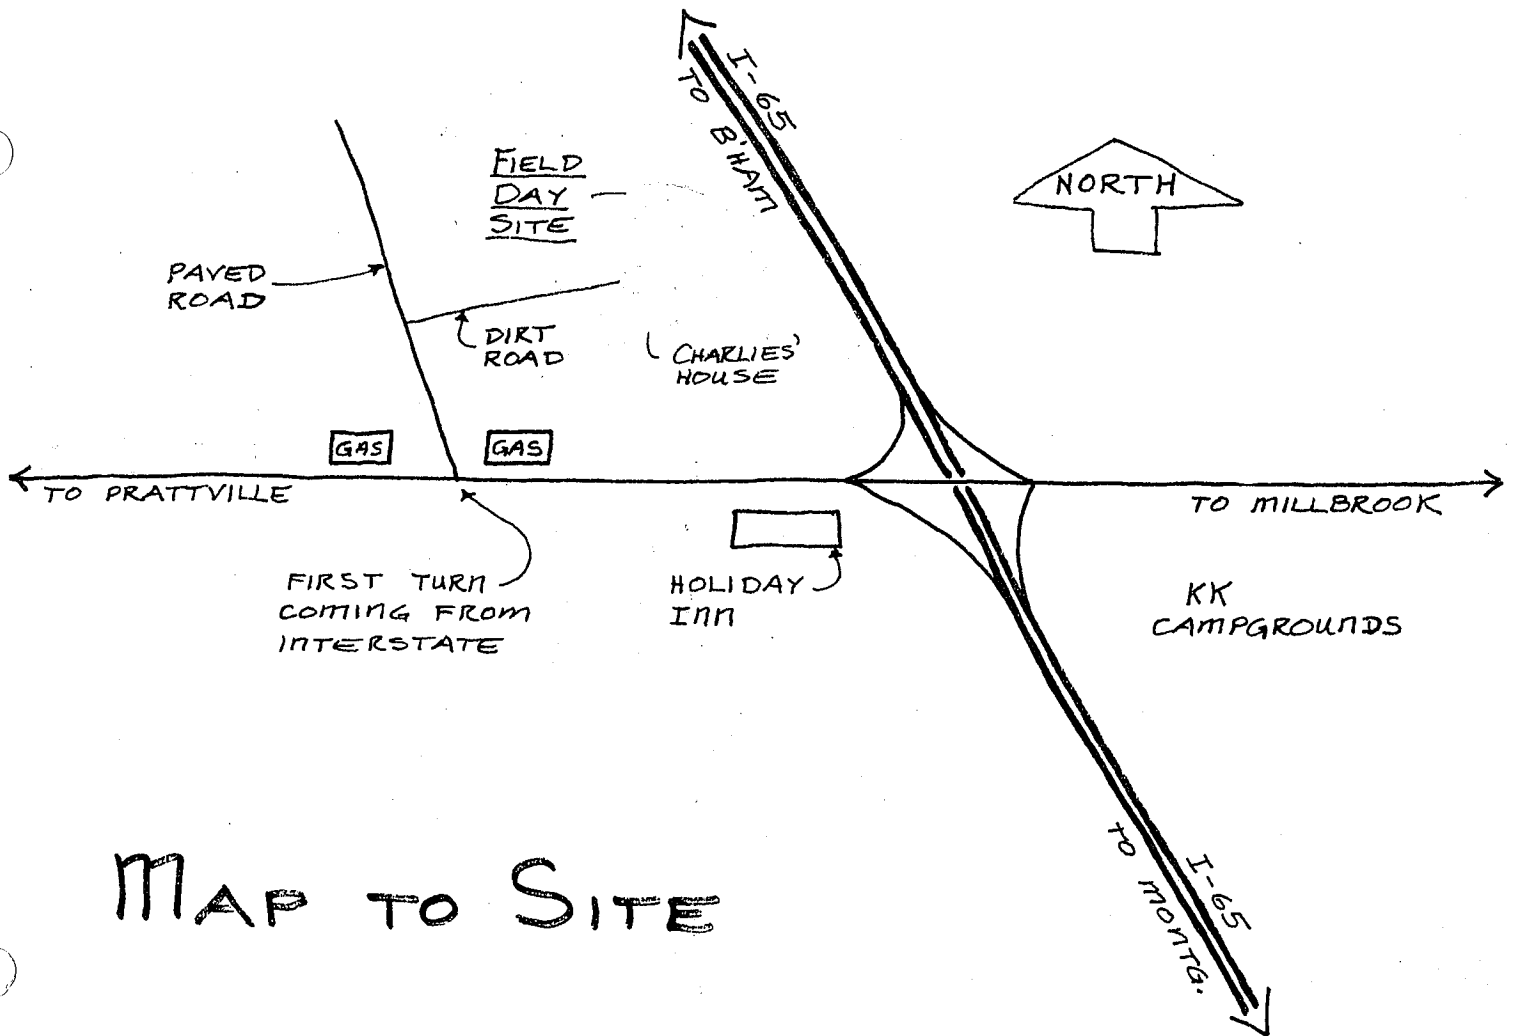 I-65
TO B'HAM
FIELD
DAY
SITE
NORTH
PAVED
ROAD
DIRT
ROAD
CHARLIES'
HOUSE
GAS
GAS
TO PRATTVILLE
TO MILLBROOK
FIRST TURN
COMING FROM
INTERSTATE
HOLIDAY
INN
KK
CAMPGROUNDS
I-65
TO MONTG.
MAP TO SITE